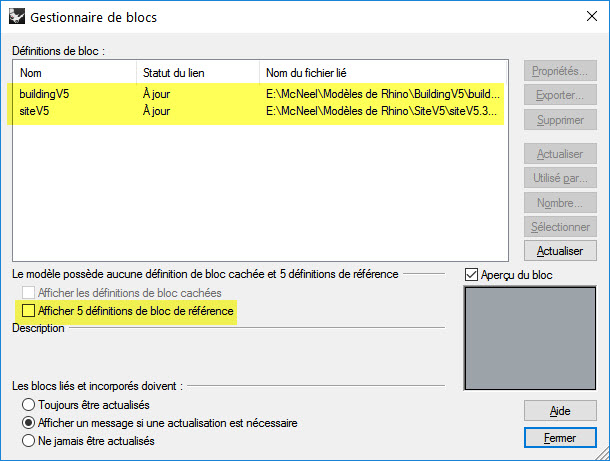 Gestionnaire de blocs
Définitions de bloc :
Nom Statut du lien Nom du fichier lié
buildingV5 À jour E:\McNeel\Modèles de Rhino\BuildingV5\build...
siteV5 À jour E:\McNeel\Modèles de Rhino\SiteV5\siteV5.3...
Propriétés...
Exporter...
Supprimer
Actualiser
Utilisé par...
Nombre...
Sélectionner
Actualiser
Le modèle possède aucune définition de bloc cachée et 5 définitions de référence
Afficher les définitions de bloc cachées
Afficher 5 définitions de bloc de référence
Description
Aperçu du bloc
Les blocs liés et incorporés doivent :
Toujours être actualisés
Afficher un message si une actualisation est nécessaire
Ne jamais être actualisés
Aide
Fermer